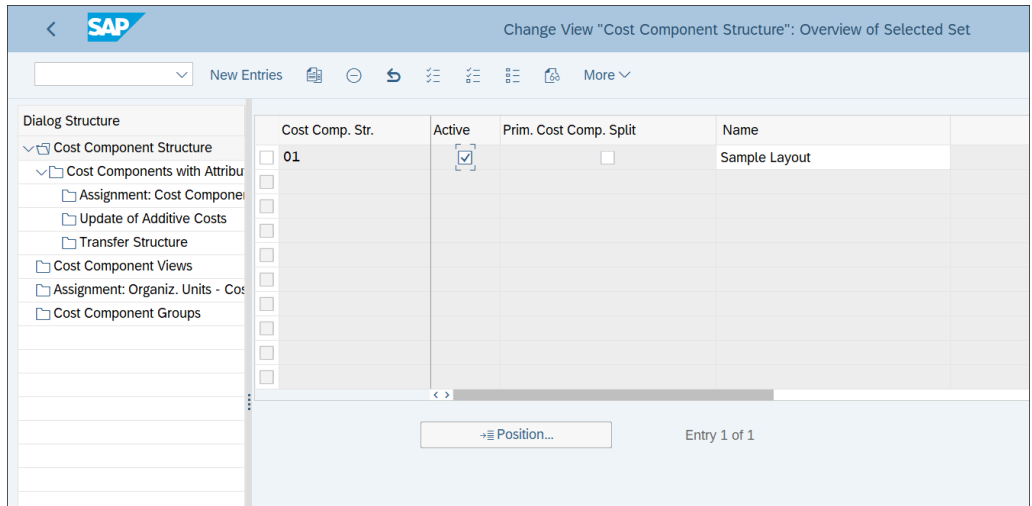 SAP
Change View "Cost Component Structure": Overview of Selected Set
New Entries
More
Dialog Structure
Cost Component Structure
Cost Components with Attribu
Assignment: Cost Compone
Update of Additive Costs
Transfer Structure
Cost Component Views
Assignment: Organiz. Units - Cos
Cost Component Groups
Cost Comp. Str. Active Prim. Cost Comp. Split Name
01 Sample Layout
Position... Entry 1 of 1